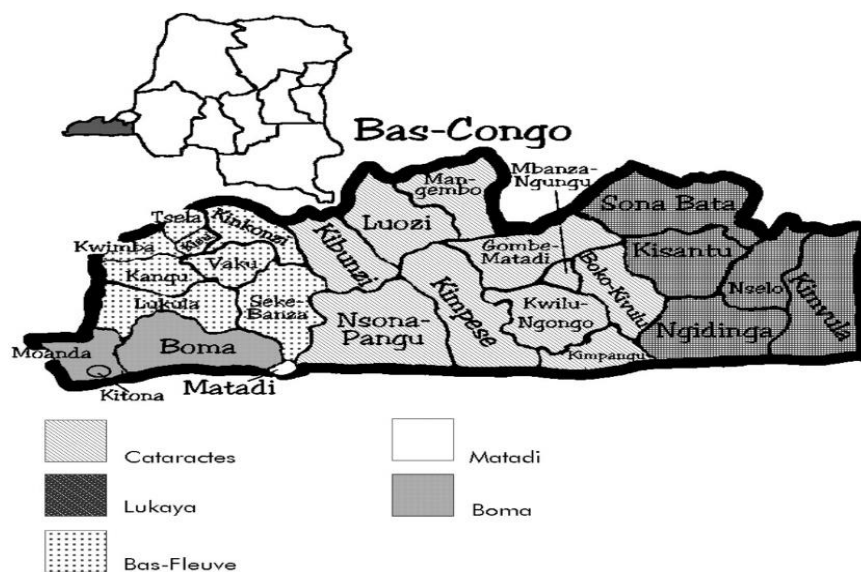 Bas-Congo
Mbanza-
Ngungu
Man-
gembo
Sona Bata
Luozi
Tsela
Kinkonzi
Kwimba
Kizu
Kibunzi
Gombe-
Matadi
Kisantu
Kangu
Vaku
Boko-Kivulu
Nselo
Kimvula
Lukula
Seke-
Banza
Kimpese
Kwilu-
Ngongo
Nsona-
Pangu
Ngidinga
Moanda
Boma
Kimpangu
Kitona
Matadi
Cataractes
Matadi
Lukaya
Boma
Bas-Fleuve